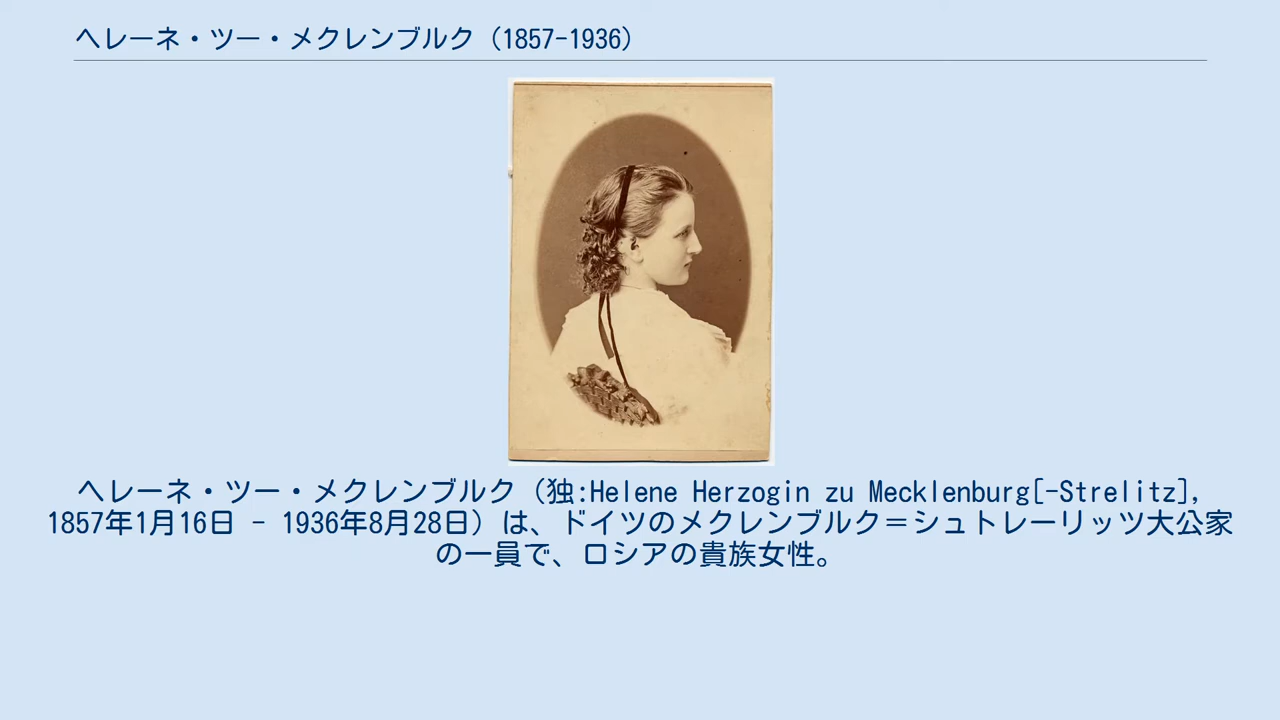 ヘレーネ・ツー・メクレンブルク（1857-1936）
ヘレーネ・ツー・メクレンブルク（独:Helene Herzogin zu Mecklenburg[-Strelitz],
1857年1月16日 - 1936年8月28日）は、ドイツのメクレンブルク＝シュトレーリッツ大公家
の一員で、ロシアの貴族女性。